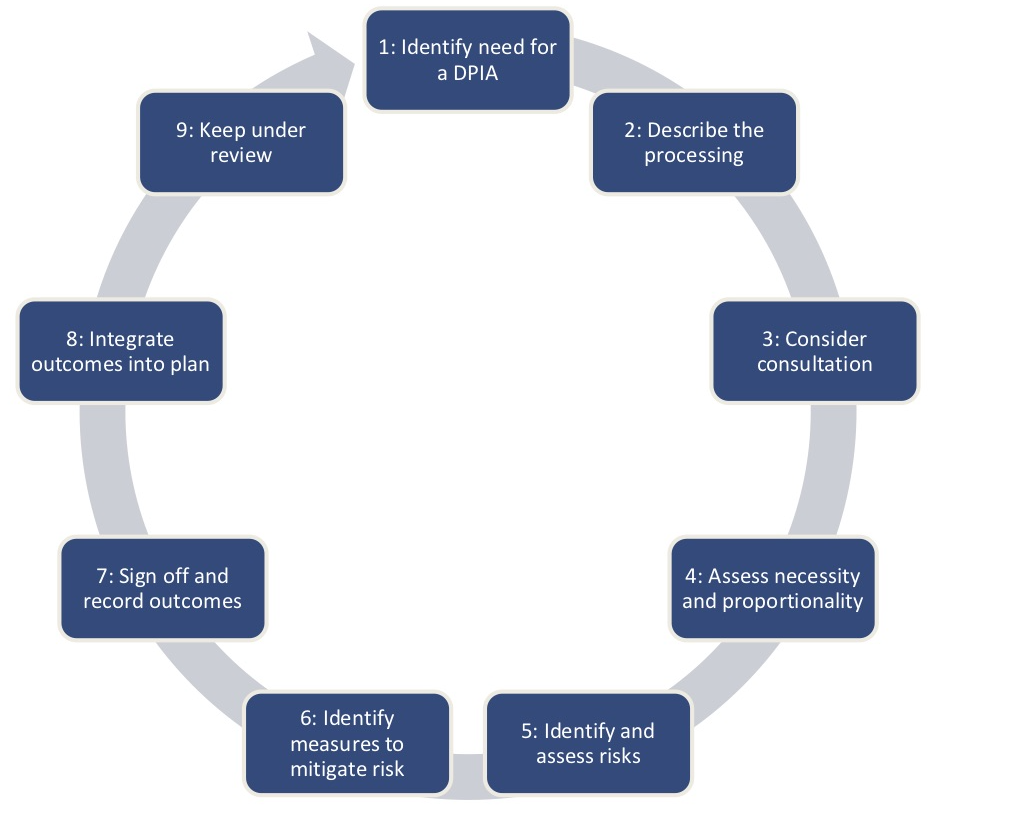 1: Identify need for
a DPIA
2: Describe the
processing
3: Consider
consultation
4: Assess necessity
and proportionality
5: Identify and
assess risks
6: Identify
measures to
mitigate risk
7: Sign off and
record outcomes
8: Integrate
outcomes into plan
9: Keep under
review